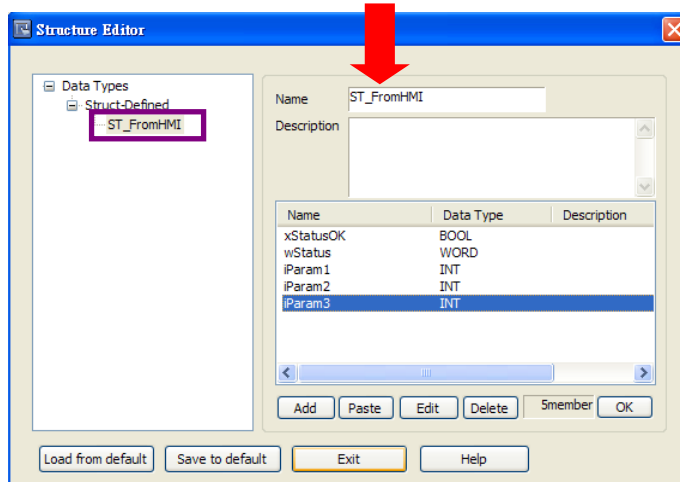 Structure Editor
Data Types
Struct-Defined
ST_FromHMI
Name ST_FromHMI
Description
Name Data Type Description
xStatusOK BOOL
wStatus WORD
iParam1 INT
iParam2 INT
iParam3 INT
Add Paste Edit Delete 5member OK
Load from default Save to default Exit Help